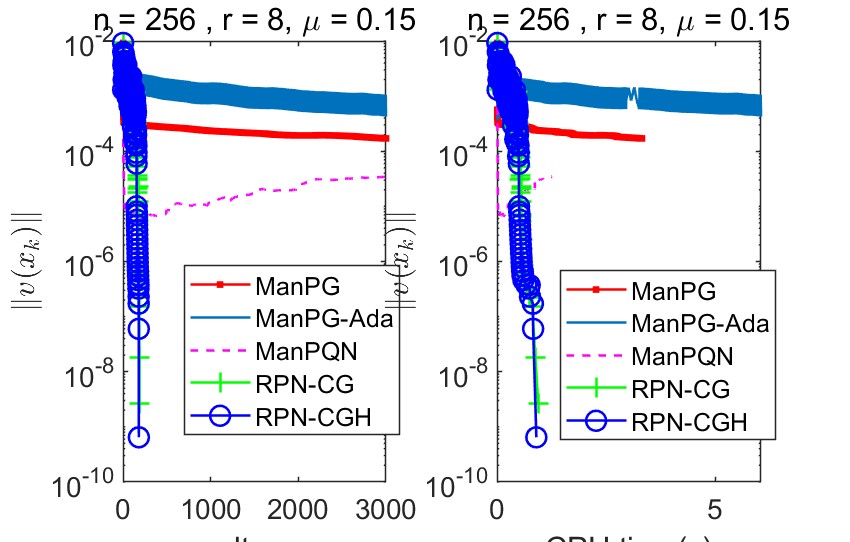 n = 256 , r = 8, μ = 0.15
10^-2
10^-4
10^-6
10^-8
10^-10
‖v(x_k)‖
ManPG
ManPG-Ada
ManPQN
RPN-CG
RPN-CGH
0 1000 2000 3000
n = 256 , r = 8, μ = 0.15
10^-2
10^-4
10^-6
10^-8
10^-10
‖v(x_k)‖
ManPG
ManPG-Ada
ManPQN
RPN-CG
RPN-CGH
0 5